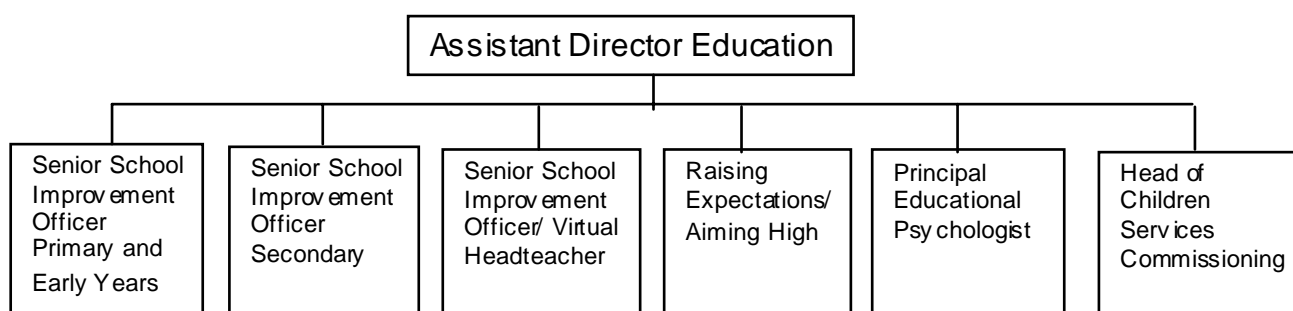 Assistant Director Education
Senior School
Improvement
Officer
Primary and
Early Years
Senior School
Improvement
Officer
Secondary
Senior School
Improvement
Officer/ Virtual
Headteacher
Raising
Expectations/
Aiming High
Principal
Educational
Psychologist
Head of
Children
Services
Commissioning